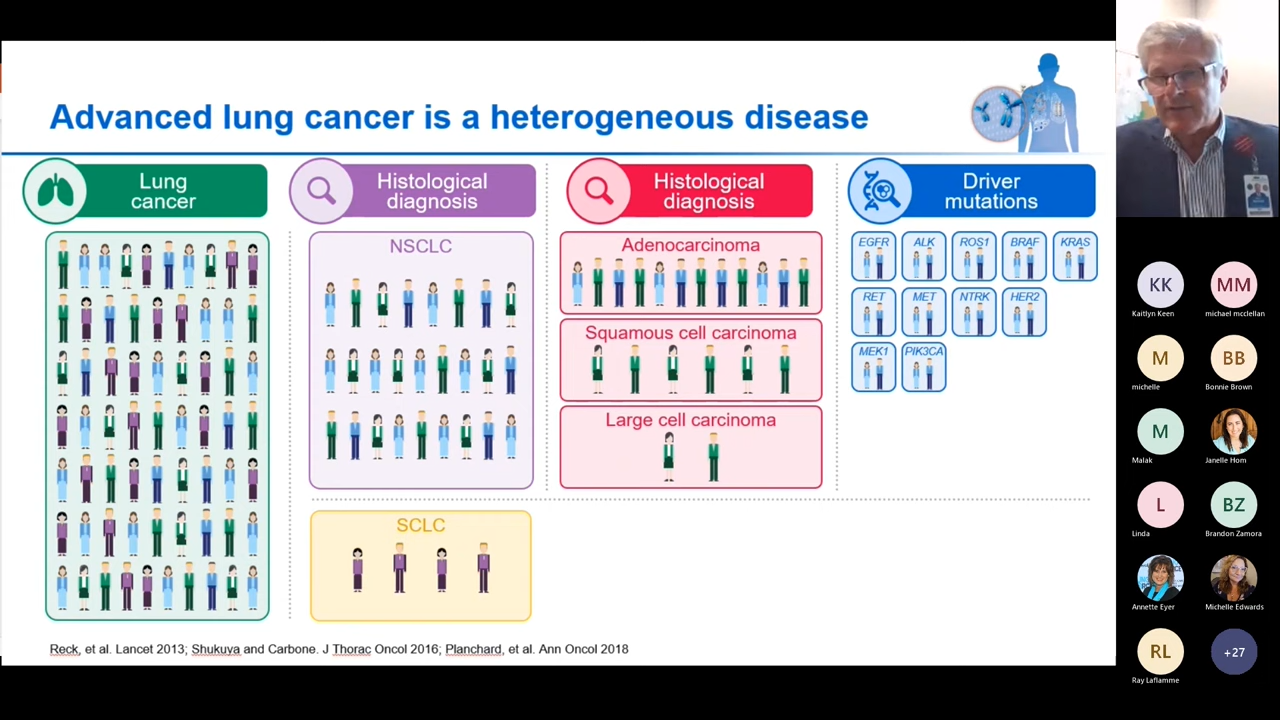 Advanced lung cancer is a heterogeneous disease
Lung
cancer
Histological
diagnosis
NSCLC
SCLC
Histological
diagnosis
Adenocarcinoma
Squamous cell carcinoma
Large cell carcinoma
Driver
mutations
EGFR ALK ROS1 BRAF KRAS
RET MET NTRK HER2
MEK1 PIK3CA
Reck, et al. Lancet 2013; Shukuya and Carbone. J Thorac Oncol 2016; Planchard, et al. Ann Oncol 2018
KK MM
Kaitlyn Keen michael mcclellan
M BB
michelle Bonnie Brown
M
Malak Janelle Hom
L BZ
Linda Brandon Zamora
Annette Eyer Michelle Edwards
RL +27
Ray Laflamme